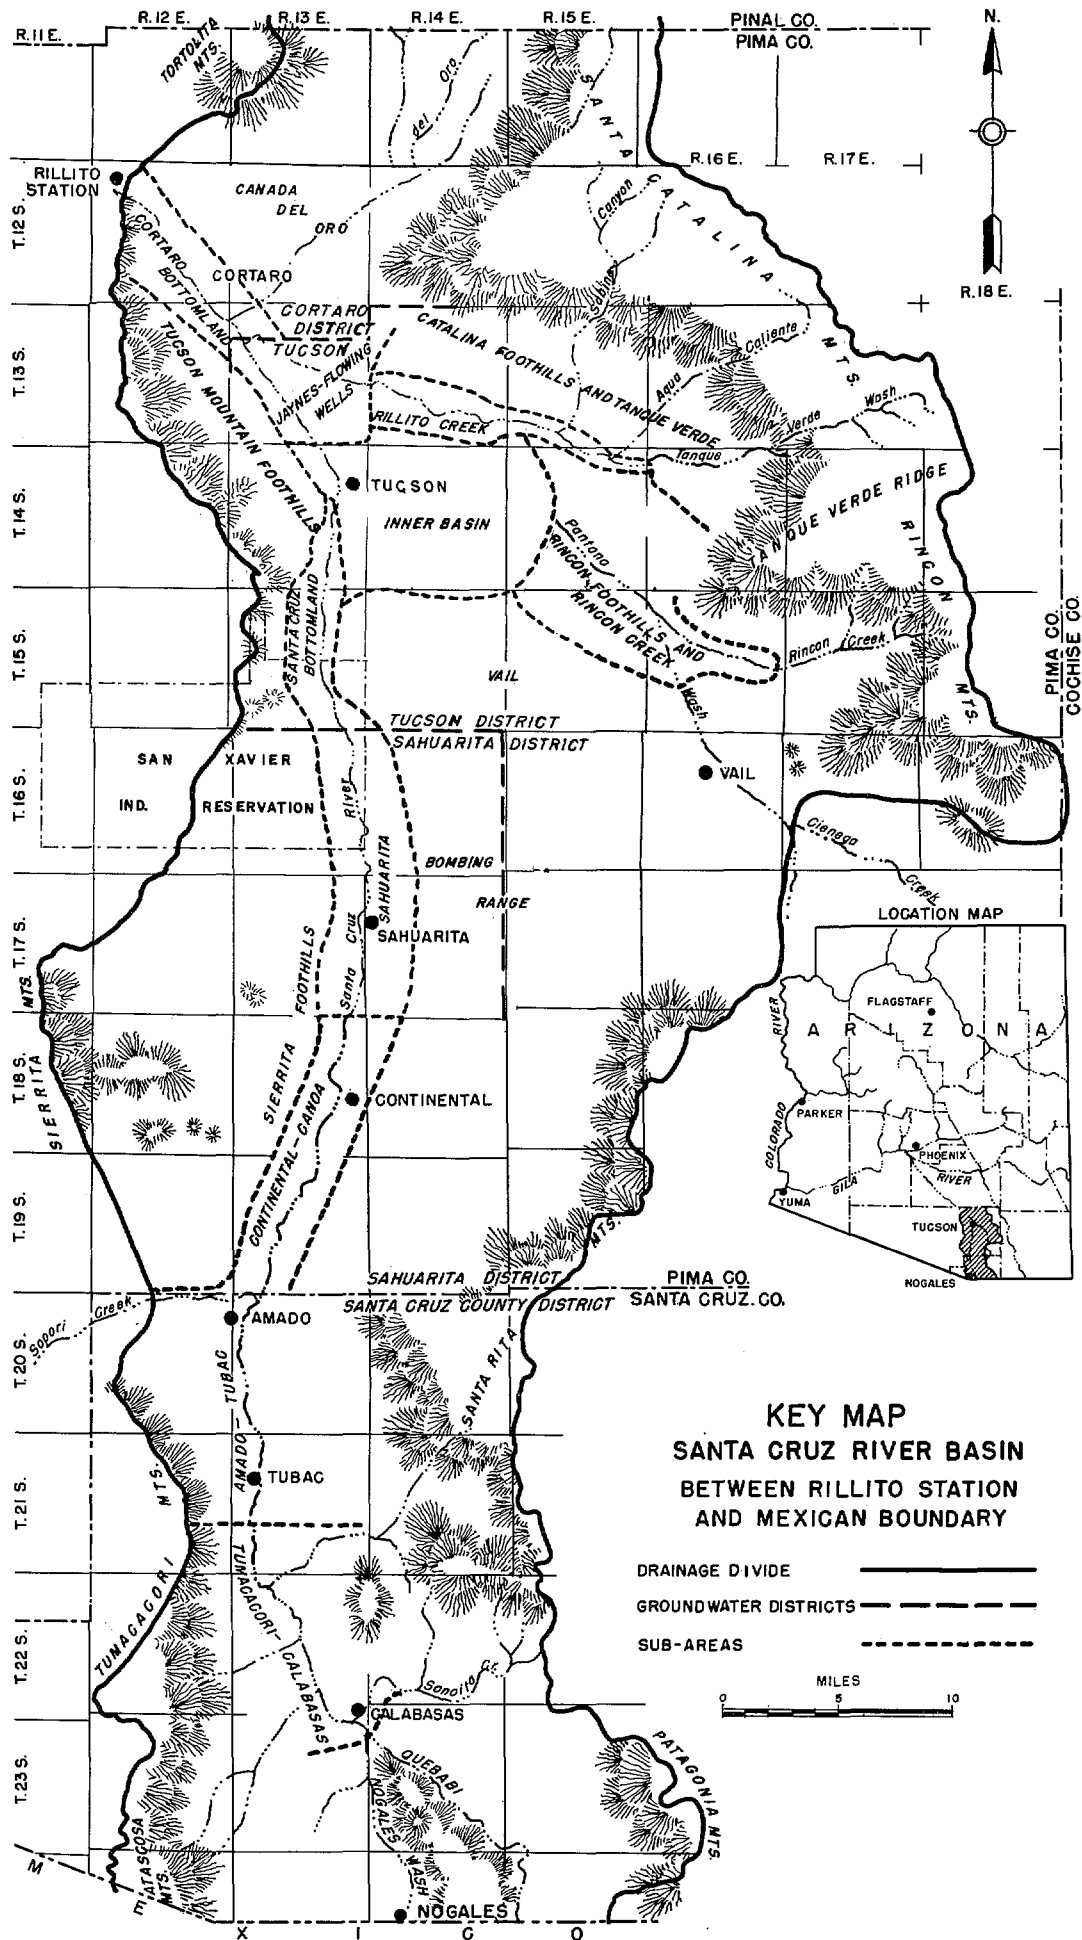 R.11 E.
R.12 E.
R.13 E.
R.14 E.
R.15 E.
PINAL CO.
PIMA CO.
N.
TORTOLITA
MTS.
del Oro
SANTA CATALINA MTS
R.16 E.
R.17 E.
R.18 E.
RILLITO
STATION
T.12 S.
CANADA
DEL
ORO
Sabino Canyon
CORTARO
BOTTOMLAND
CORTARO
CORTARO
DISTRICT
TUCSON
T.13 S.
TUCSON MOUNTAIN FOOTHILLS
JAYNES-FLOWING
WELLS
CATALINA FOOTHILLS AND TANQUE VERDE
Agua Caliente
RILLITO CREEK
Tanque Verde Wash
T.14 S.
TUCSON
INNER BASIN
TANQUE VERDE RIDGE
RINCON MTS.
Pantano Wash
RINCON FOOTHILLS AND
RINCON CREEK
Rincon Creek
T.15 S.
SANTA CRUZ
BOTTOMLAND
VAIL
PIMA CO.
COCHISE CO.
TUCSON DISTRICT
SAHUARITA DISTRICT
T.16 S.
SAN XAVIER
IND. RESERVATION
VAIL
Santa Cruz River
SAHUARITA
BOMBING
RANGE
Cienega Creek
T.17 S.
SAHUARITA
LOCATION MAP
FLAGSTAFF
ARIZONA
COLORADO RIVER
PARKER
PHOENIX
GILA RIVER
YUMA
TUCSON
NOGALES
SIERRITA MTS.
SIERRITA FOOTHILLS
T.18 S.
CONTINENTAL
CONTINENTAL-CANOA
T.19 S.
SAHUARITA DISTRICT
SANTA CRUZ COUNTY DISTRICT
PIMA CO.
SANTA CRUZ CO.
Sopori Creek
AMADO
T.20 S.
SANTA RITA MTS.
AMADO-TUBAC
TUBAC
T.21 S.
TUMACACORI MTS.
TUMACACORI-CALABASAS
T.22 S.
Sonoita Cr.
CALABASAS
T.23 S.
QUEBABI
NOGALES WASH
PATAGONIA MTS.
ATASCOSA
MTS.
NOGALES
MEXICO
KEY MAP
SANTA CRUZ RIVER BASIN
BETWEEN RILLITO STATION
AND MEXICAN BOUNDARY
DRAINAGE DIVIDE
GROUNDWATER DISTRICTS
SUB-AREAS
MILES
0 5 10